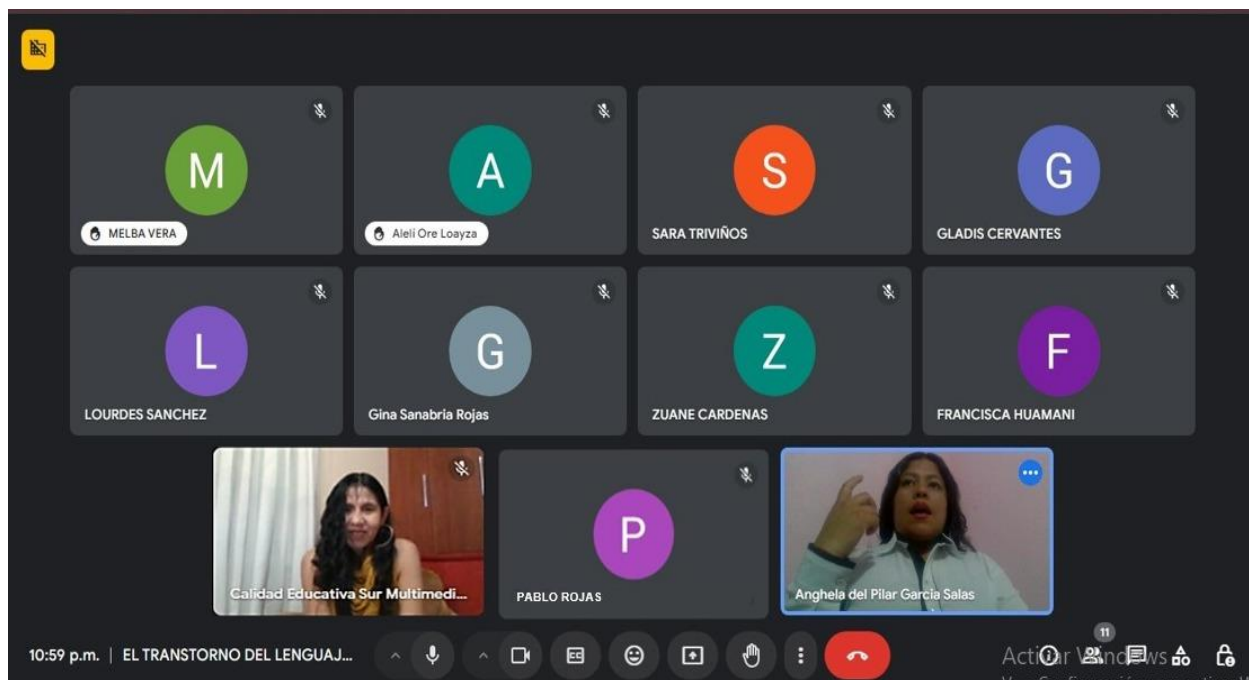 M
MELBA VERA
A
Aleli Ore Loayza
S
SARA TRIVIÑOS
G
GLADIS CERVANTES
L
LOURDES SANCHEZ
G
Gina Sanabria Rojas
Z
ZUANE CARDENAS
F
FRANCISCA HUAMANI
Calidad Educativa Sur Multimedi...
P
PABLO ROJAS
Anghela del Pilar Garcia Salas
10:59 p.m. | EL TRANSTORNO DEL LENGUAJ...
CC
11
Activar Windows